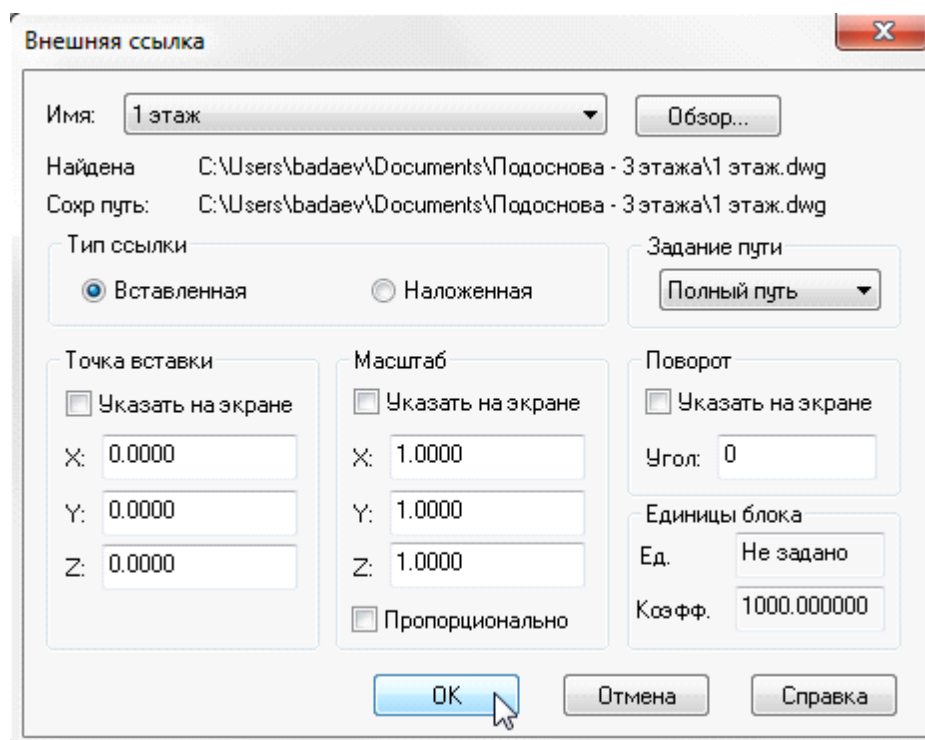 Внешняя ссылка
Имя: 1 этаж Обзор...
Найдена C:\Users\badaev\Documents\Подоснова - 3 этажа\1 этаж.dwg
Сохр путь: C:\Users\badaev\Documents\Подоснова - 3 этажа\1 этаж.dwg
Тип ссылки Задание пути
Вставленная Наложенная Полный путь
Точка вставки Масштаб Поворот
Указать на экране Указать на экране Указать на экране
X: 0.0000 X: 1.0000 Угол: 0
Y: 0.0000 Y: 1.0000 Единицы блока
Z: 0.0000 Z: 1.0000 Ед. Не задано
Пропорционально Коэфф. 1000.000000
OK Отмена Справка